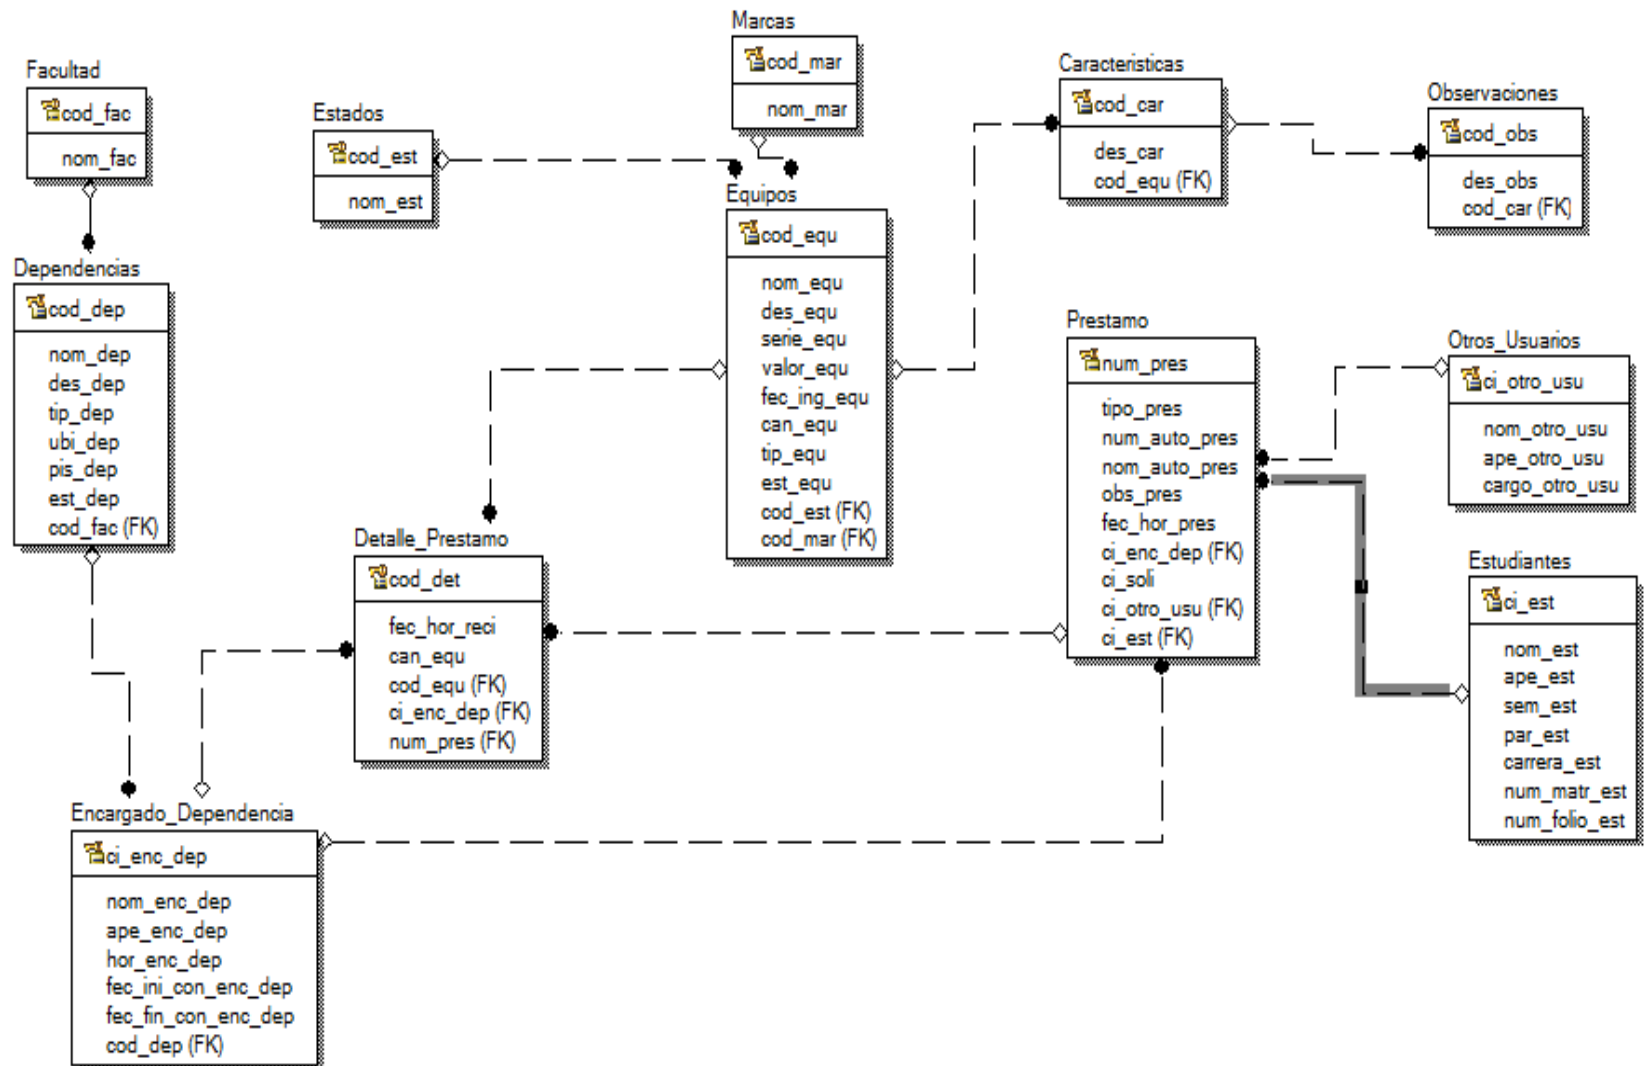 Facultad
cod_fac
nom_fac
Estados
cod_est
nom_est
Marcas
cod_mar
nom_mar
Caracteristicas
cod_car
des_car
cod_equ (FK)
Observaciones
cod_obs
des_obs
cod_car (FK)
Dependencias
cod_dep
nom_dep
des_dep
tip_dep
ubi_dep
pis_dep
est_dep
cod_fac (FK)
Equipos
cod_equ
nom_equ
des_equ
serie_equ
valor_equ
fec_ing_equ
can_equ
tip_equ
est_equ
cod_est (FK)
cod_mar (FK)
Prestamo
num_pres
tipo_pres
num_auto_pres
nom_auto_pres
obs_pres
fec_hor_pres
ci_enc_dep (FK)
ci_soli
ci_otro_usu (FK)
ci_est (FK)
Otros_Usuarios
ci_otro_usu
nom_otro_usu
ape_otro_usu
cargo_otro_usu
Detalle_Prestamo
cod_det
fec_hor_reci
can_equ
cod_equ (FK)
ci_enc_dep (FK)
num_pres (FK)
Estudiantes
ci_est
nom_est
ape_est
sem_est
par_est
carrera_est
num_matr_est
num_folio_est
Encargado_Dependencia
ci_enc_dep
nom_enc_dep
ape_enc_dep
hor_enc_dep
fec_ini_con_enc_dep
fec_fin_con_enc_dep
cod_dep (FK)